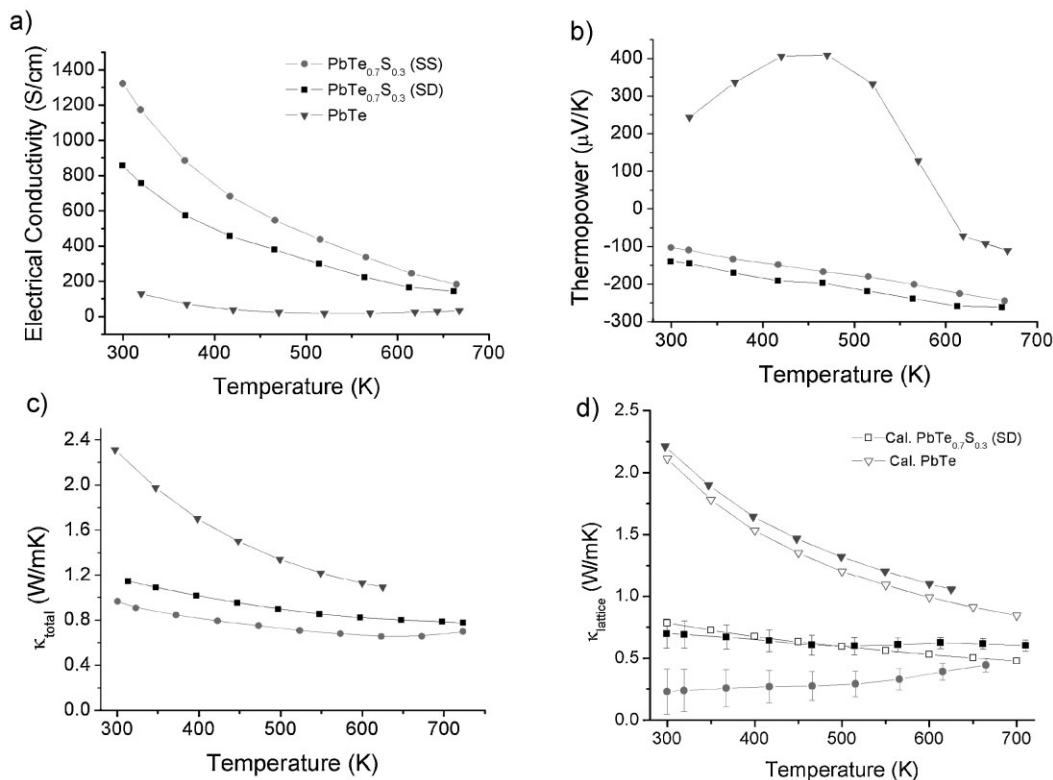 a)
Electrical Conductivity (S/cm)
1400
1200
1000
800
600
400
200
0
PbTe₀.₇S₀.₃ (SS)
PbTe₀.₇S₀.₃ (SD)
PbTe
300 400 500 600 700
Temperature (K)
b)
Thermopower (μV/K)
400
300
200
100
0
-100
-200
-300
300 400 500 600 700
Temperature (K)
c)
κtotal (W/mK)
2.4
1.8
1.2
0.6
0.0
300 400 500 600 700
Temperature (K)
d)
κlattice (W/mK)
2.5
2.0
1.5
1.0
0.5
0.0
Cal. PbTe₀.₇S₀.₃ (SD)
Cal. PbTe
300 400 500 600 700
Temperature (K)